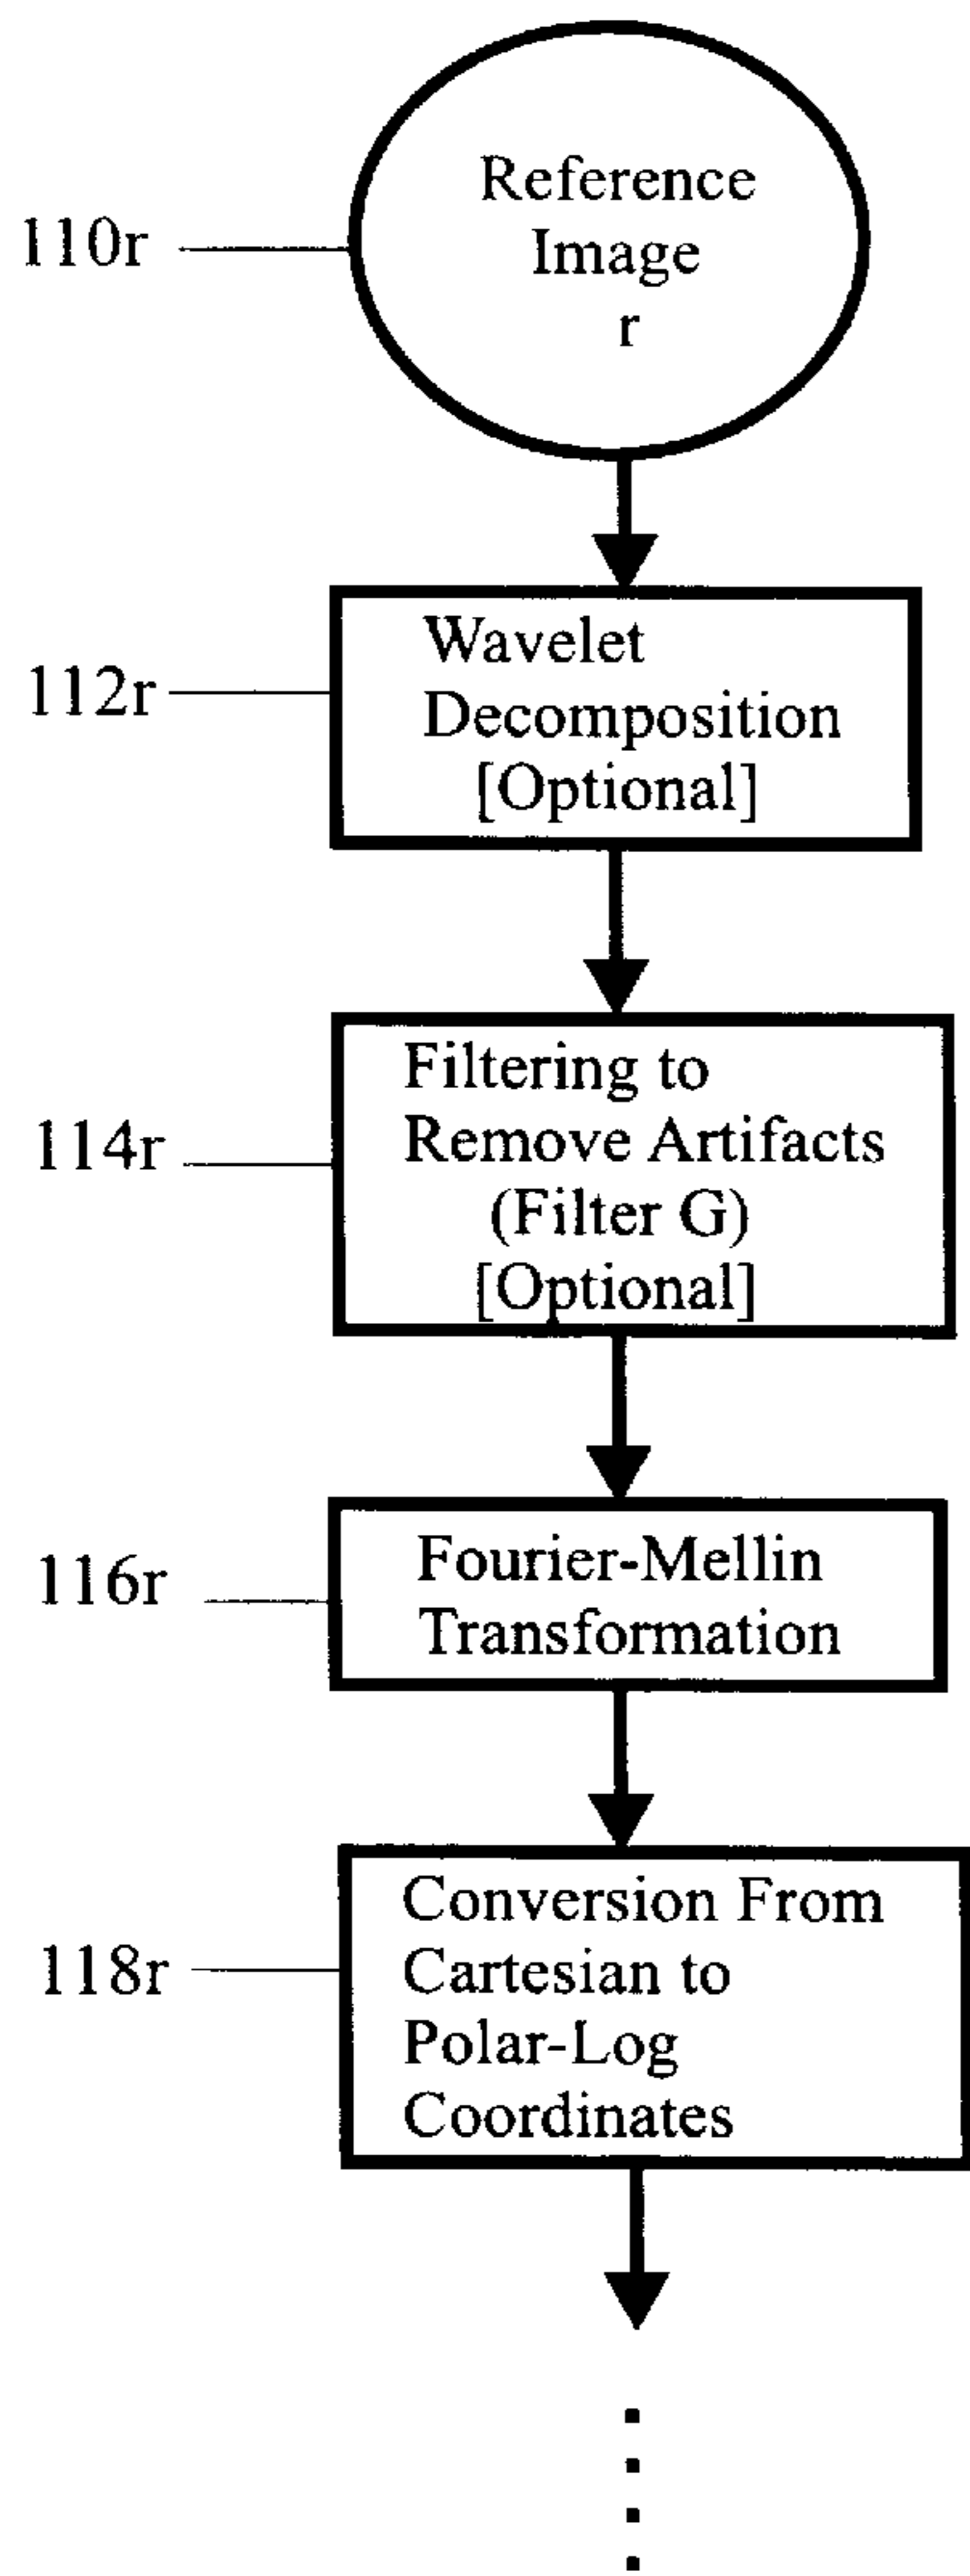 Reference
Image
r
110r
Wavelet
Decomposition
[Optional]
112r
Filtering to
Remove Artifacts
(Filter G)
[Optional]
114r
Fourier-Mellin
Transformation
116r
Conversion From
Cartesian to
Polar-Log
Coordinates
118r